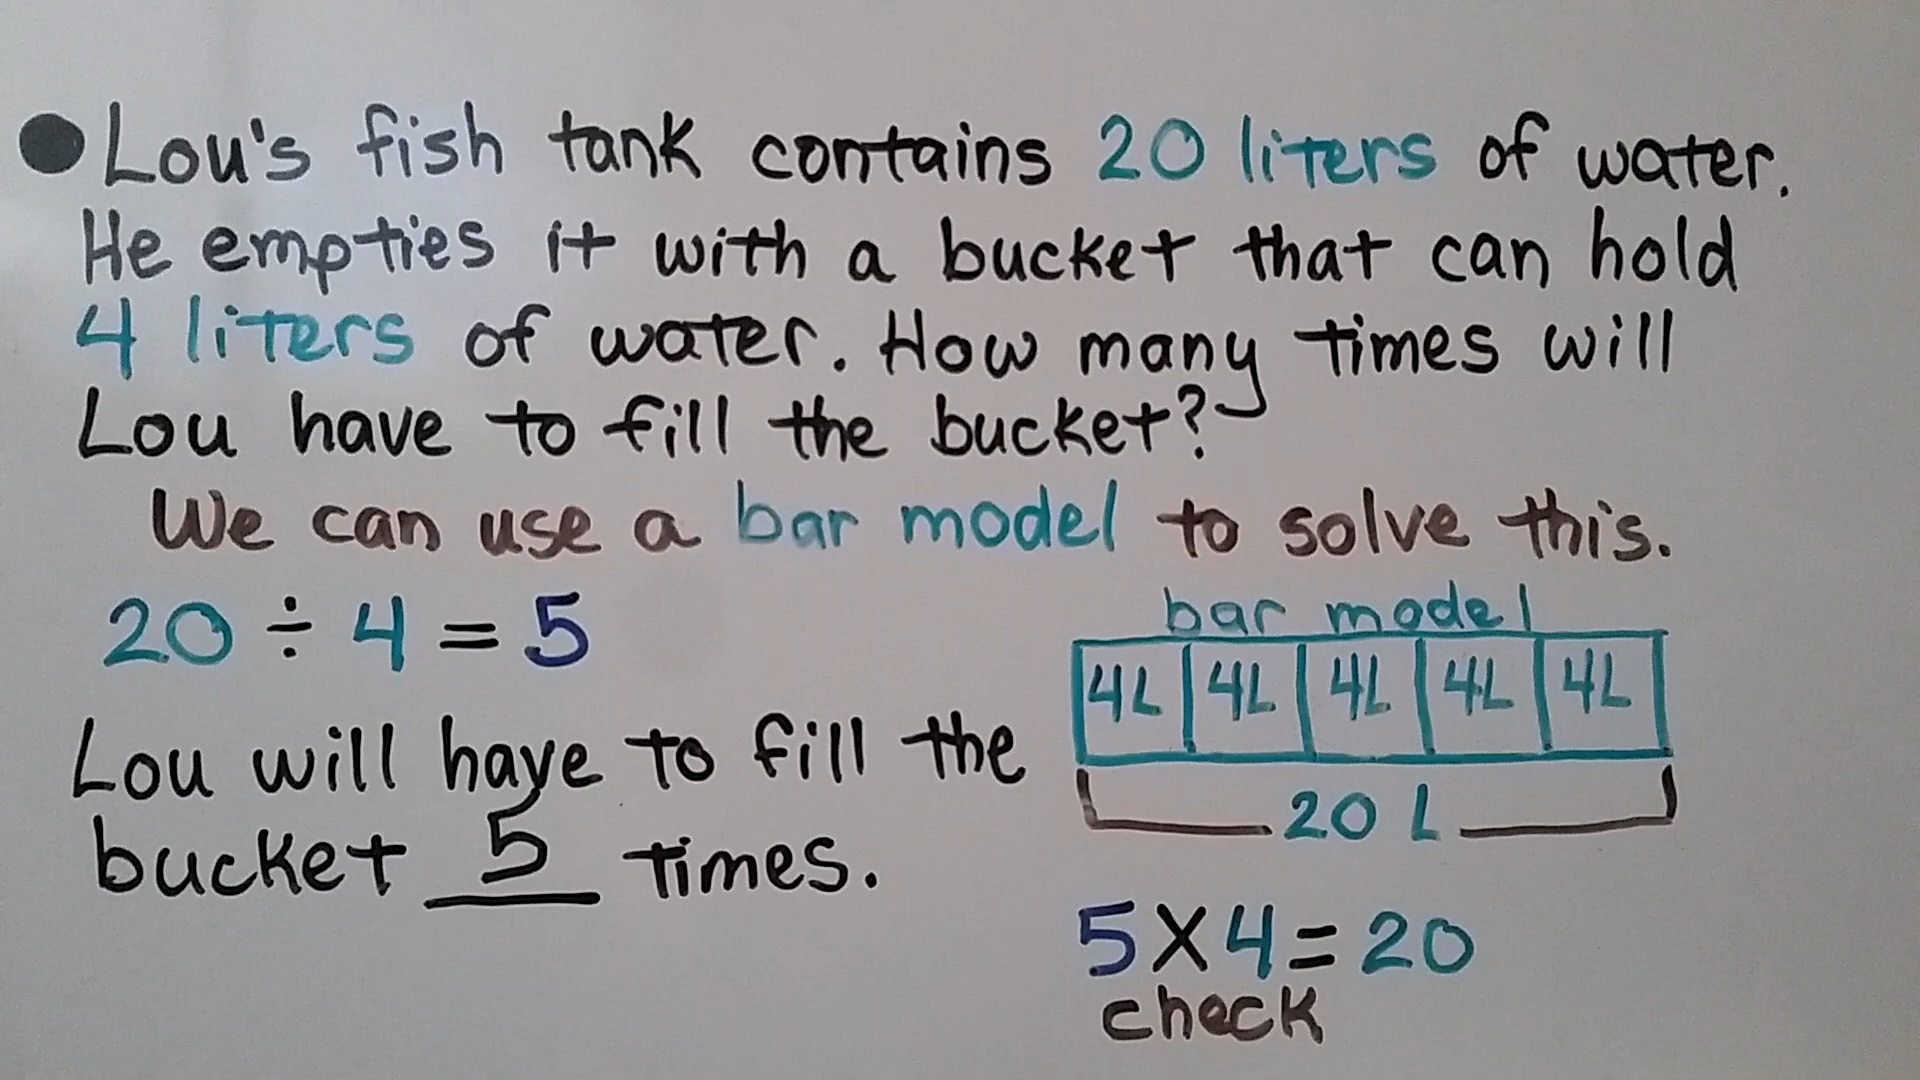 Lou's fish tank contains 20 liters of water.
He empties it with a bucket that can hold
4 liters of water. How many times will
Lou have to fill the bucket?
We can use a bar model to solve this.
20 ÷ 4 = 5
bar model
4L 4L 4L 4L 4L
20 L
Lou will have to fill the
bucket 5 times.
5 X 4 = 20
check